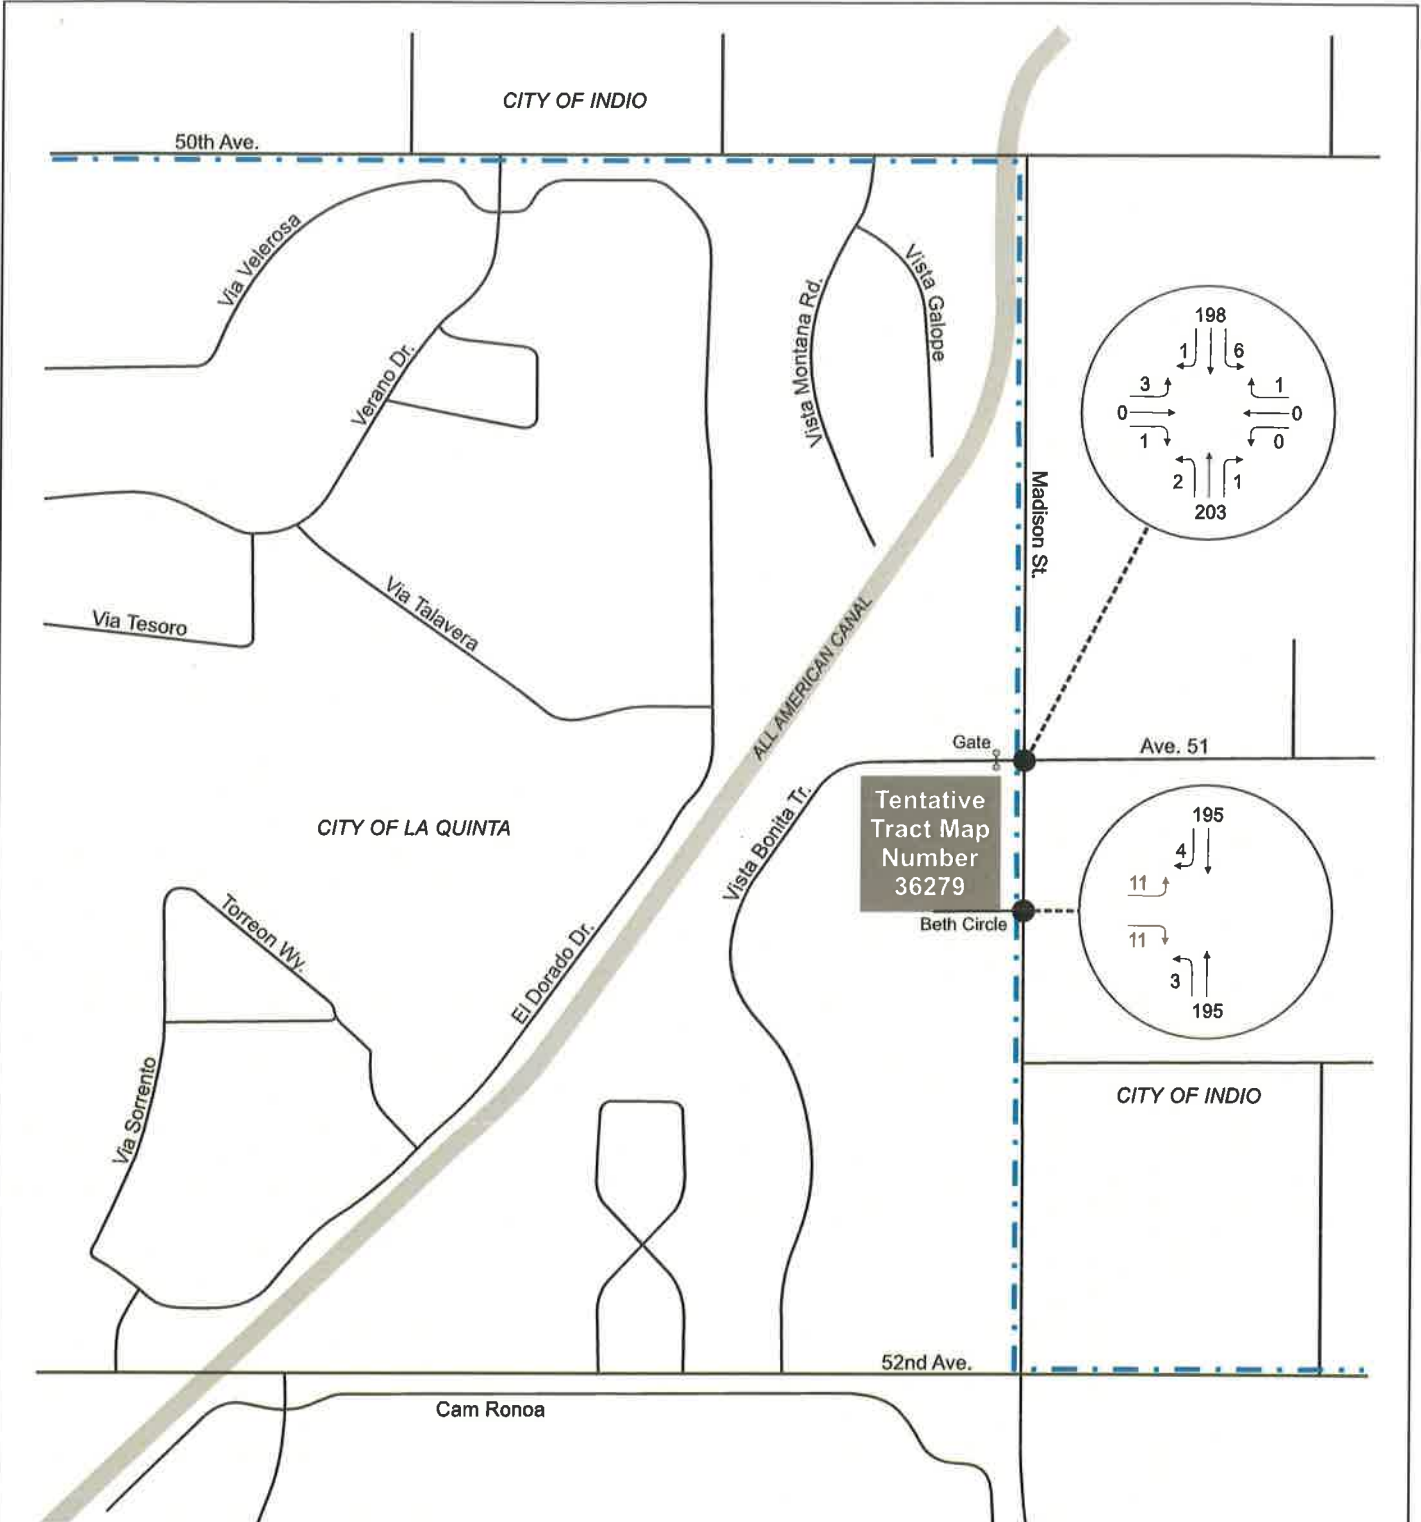 CITY OF INDIO
50th Ave.
Via Velerosa
Verano Dr.
Vista Montana Rd.
Vista Galope
198
1 6
3 1
0 0
1 0
2 1
203
Madison St.
Via Tesoro
Via Talavera
ALL AMERICAN CANAL
Gate
Ave. 51
Tentative
Tract Map
Number
36279
Vista Bonita Tr.
CITY OF LA QUINTA
195
4
11
11
3
195
Beth Circle
Torreon Wy.
El Dorado Dr.
Via Sorrento
CITY OF INDIO
52nd Ave.
Cam Ronoa